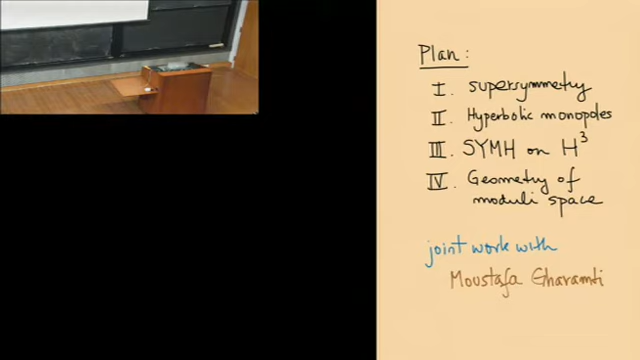 Plan:
I. supersymmetry
II. Hyperbolic monopoles
III. SYMH on H³
IV. Geometry of
moduli space
joint work with
Moustafa Gharamti